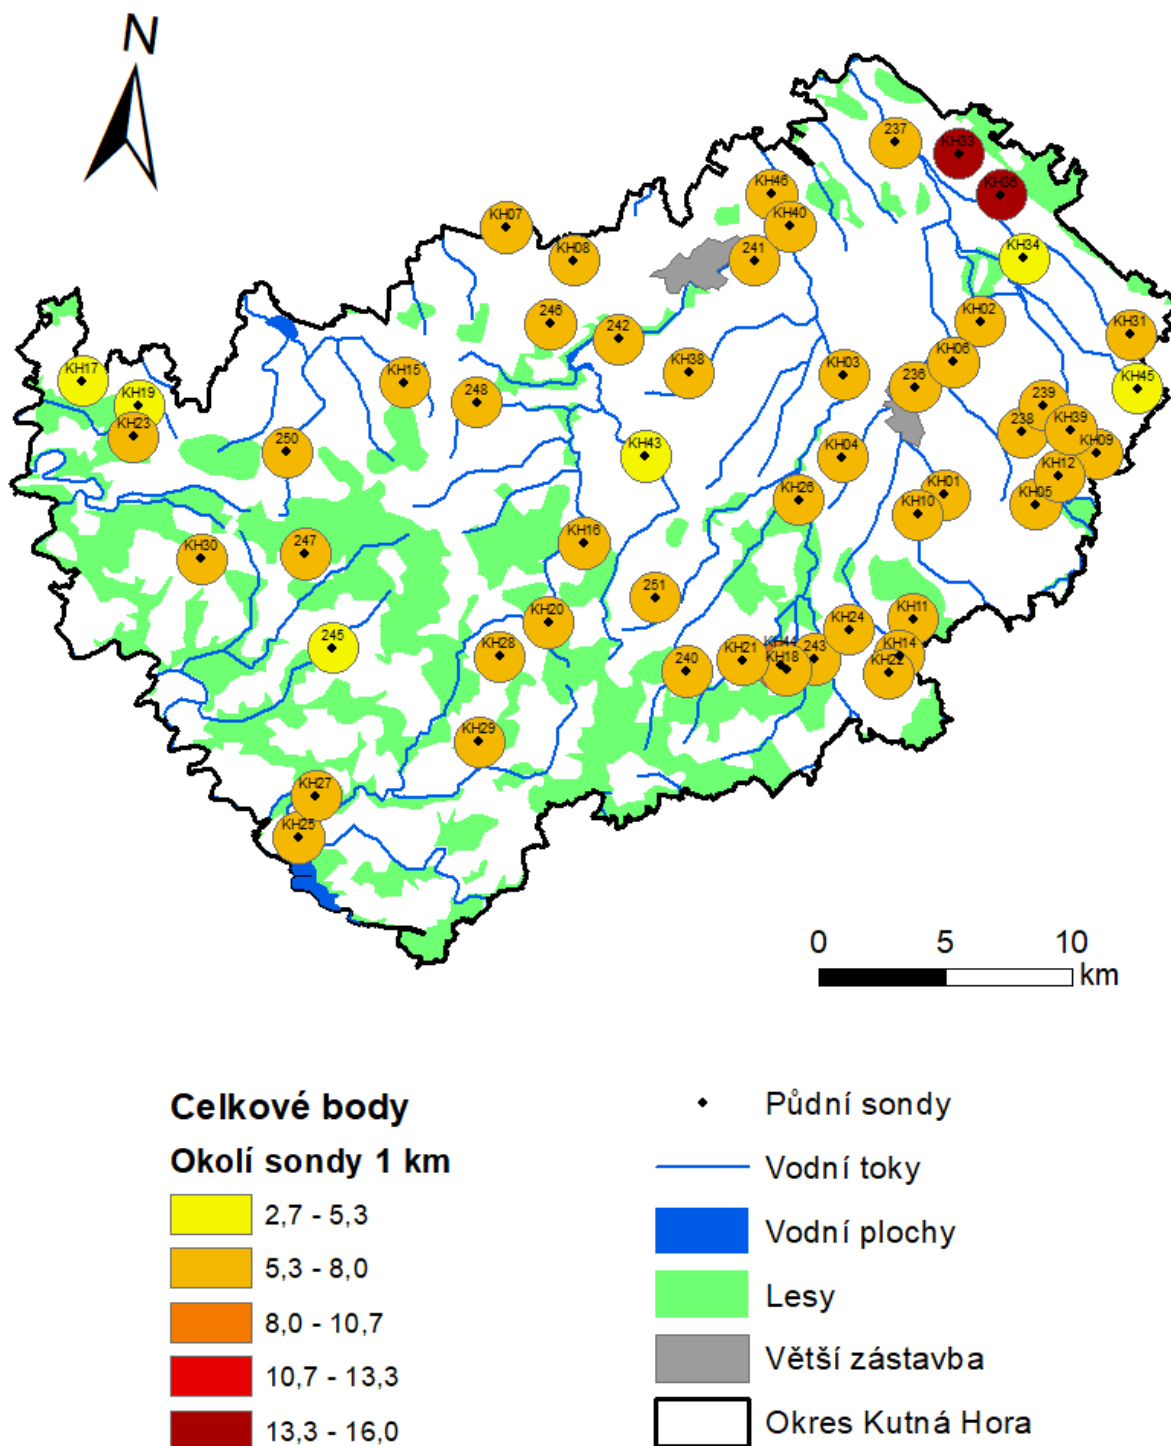 N
237
KH33
KH36
KH46
KH07
KH40
KH08
241
KH34
246
242
KH02
KH31
KH06
KH17
KH15
KH38
KH03
236
KH45
KH19
248
239
KH23
238
KH39
250
KH43
KH04
KH09
KH12
KH26
KH01
KH05
KH10
KH16
247
KH30
251
KH20
KH11
KH24
245
KH28
KH14
KH44
240
KH21
KH18
243
KH22
KH29
KH27
KH25
0 5 10
km
Celkové body
Okolí sondy 1 km
2,7 - 5,3
5,3 - 8,0
8,0 - 10,7
10,7 - 13,3
13,3 - 16,0
Půdní sondy
Vodní toky
Vodní plochy
Lesy
Větší zástavba
Okres Kutná Hora